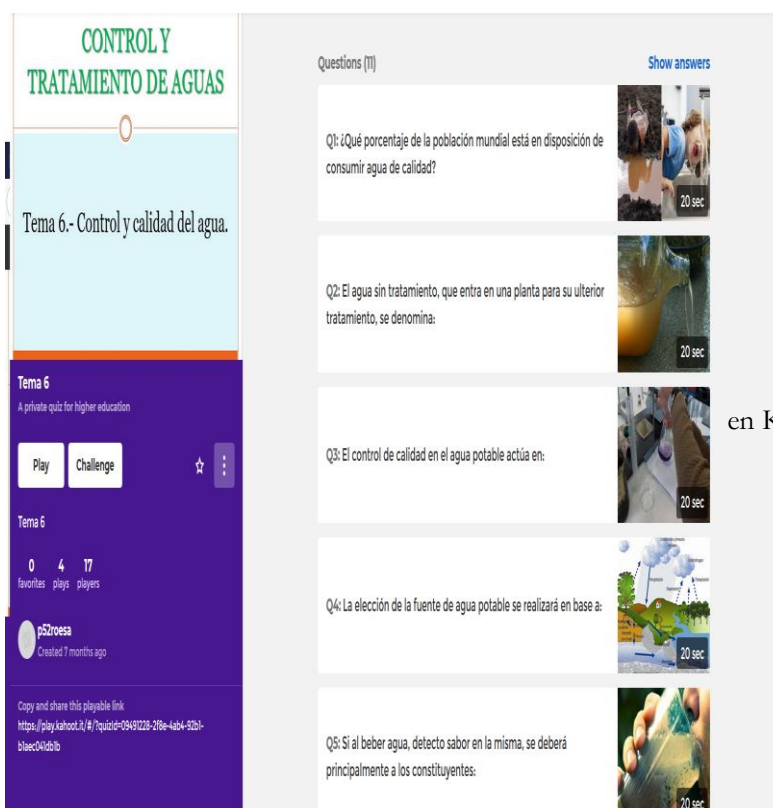 CONTROL Y
TRATAMIENTO DE AGUAS
Tema 6.- Control y calidad del agua.
Tema 6
A private quiz for higher education
Play
Challenge
Tema 6
0 4 17
favorites plays players
p52roesa
Created 7 months ago
Copy and share this playable link
https://play.kahoot.it/#/?quizId=09491228-2f8e-4ab4-92b1-
b1aec041db1b
Questions (11)
Show answers
Q1: ¿Qué porcentaje de la población mundial está en disposición de
consumir agua de calidad?
20 sec
Q2: El agua sin tratamiento, que entra en una planta para su ulterior
tratamiento, se denomina:
20 sec
Q3: El control de calidad en el agua potable actúa en:
20 sec
Q4: La elección de la fuente de agua potable se realizará en base a:
20 sec
Q5: Si al beber agua, detecto sabor en la misma, se deberá
principalmente a los constituyentes:
20 sec
en K